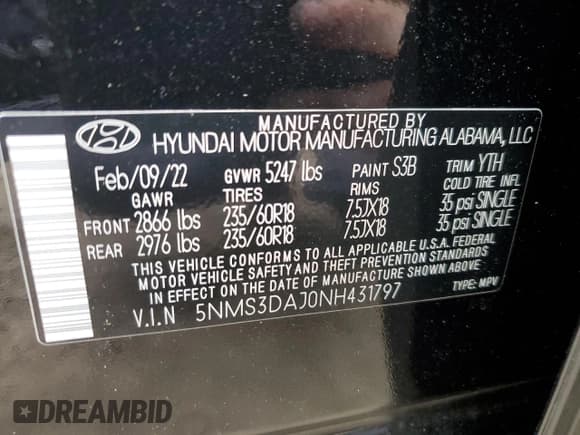 MANUFACTURED BY
HYUNDAI MOTOR MANUFACTURING ALABAMA, LLC
Feb/09/22 GVWR 5247 lbs PAINT S3B TRIM YTH
GAWR TIRES RIMS COLD TIRE INFL
FRONT 2866 lbs 235/60R18 7.5JX18 35 psi SINGLE
REAR 2976 lbs 235/60R18 7.5JX18 35 psi SINGLE
THIS VEHICLE CONFORMS TO ALL APPLICABLE U.S.A. FEDERAL
MOTOR VEHICLE SAFETY AND THEFT PREVENTION STANDARDS
IN EFFECT ON THE DATE OF MANUFACTURE SHOWN ABOVE.
V.I.N 5NMS3DAJ0NH431797 TYPE: MPV
DREAMBID